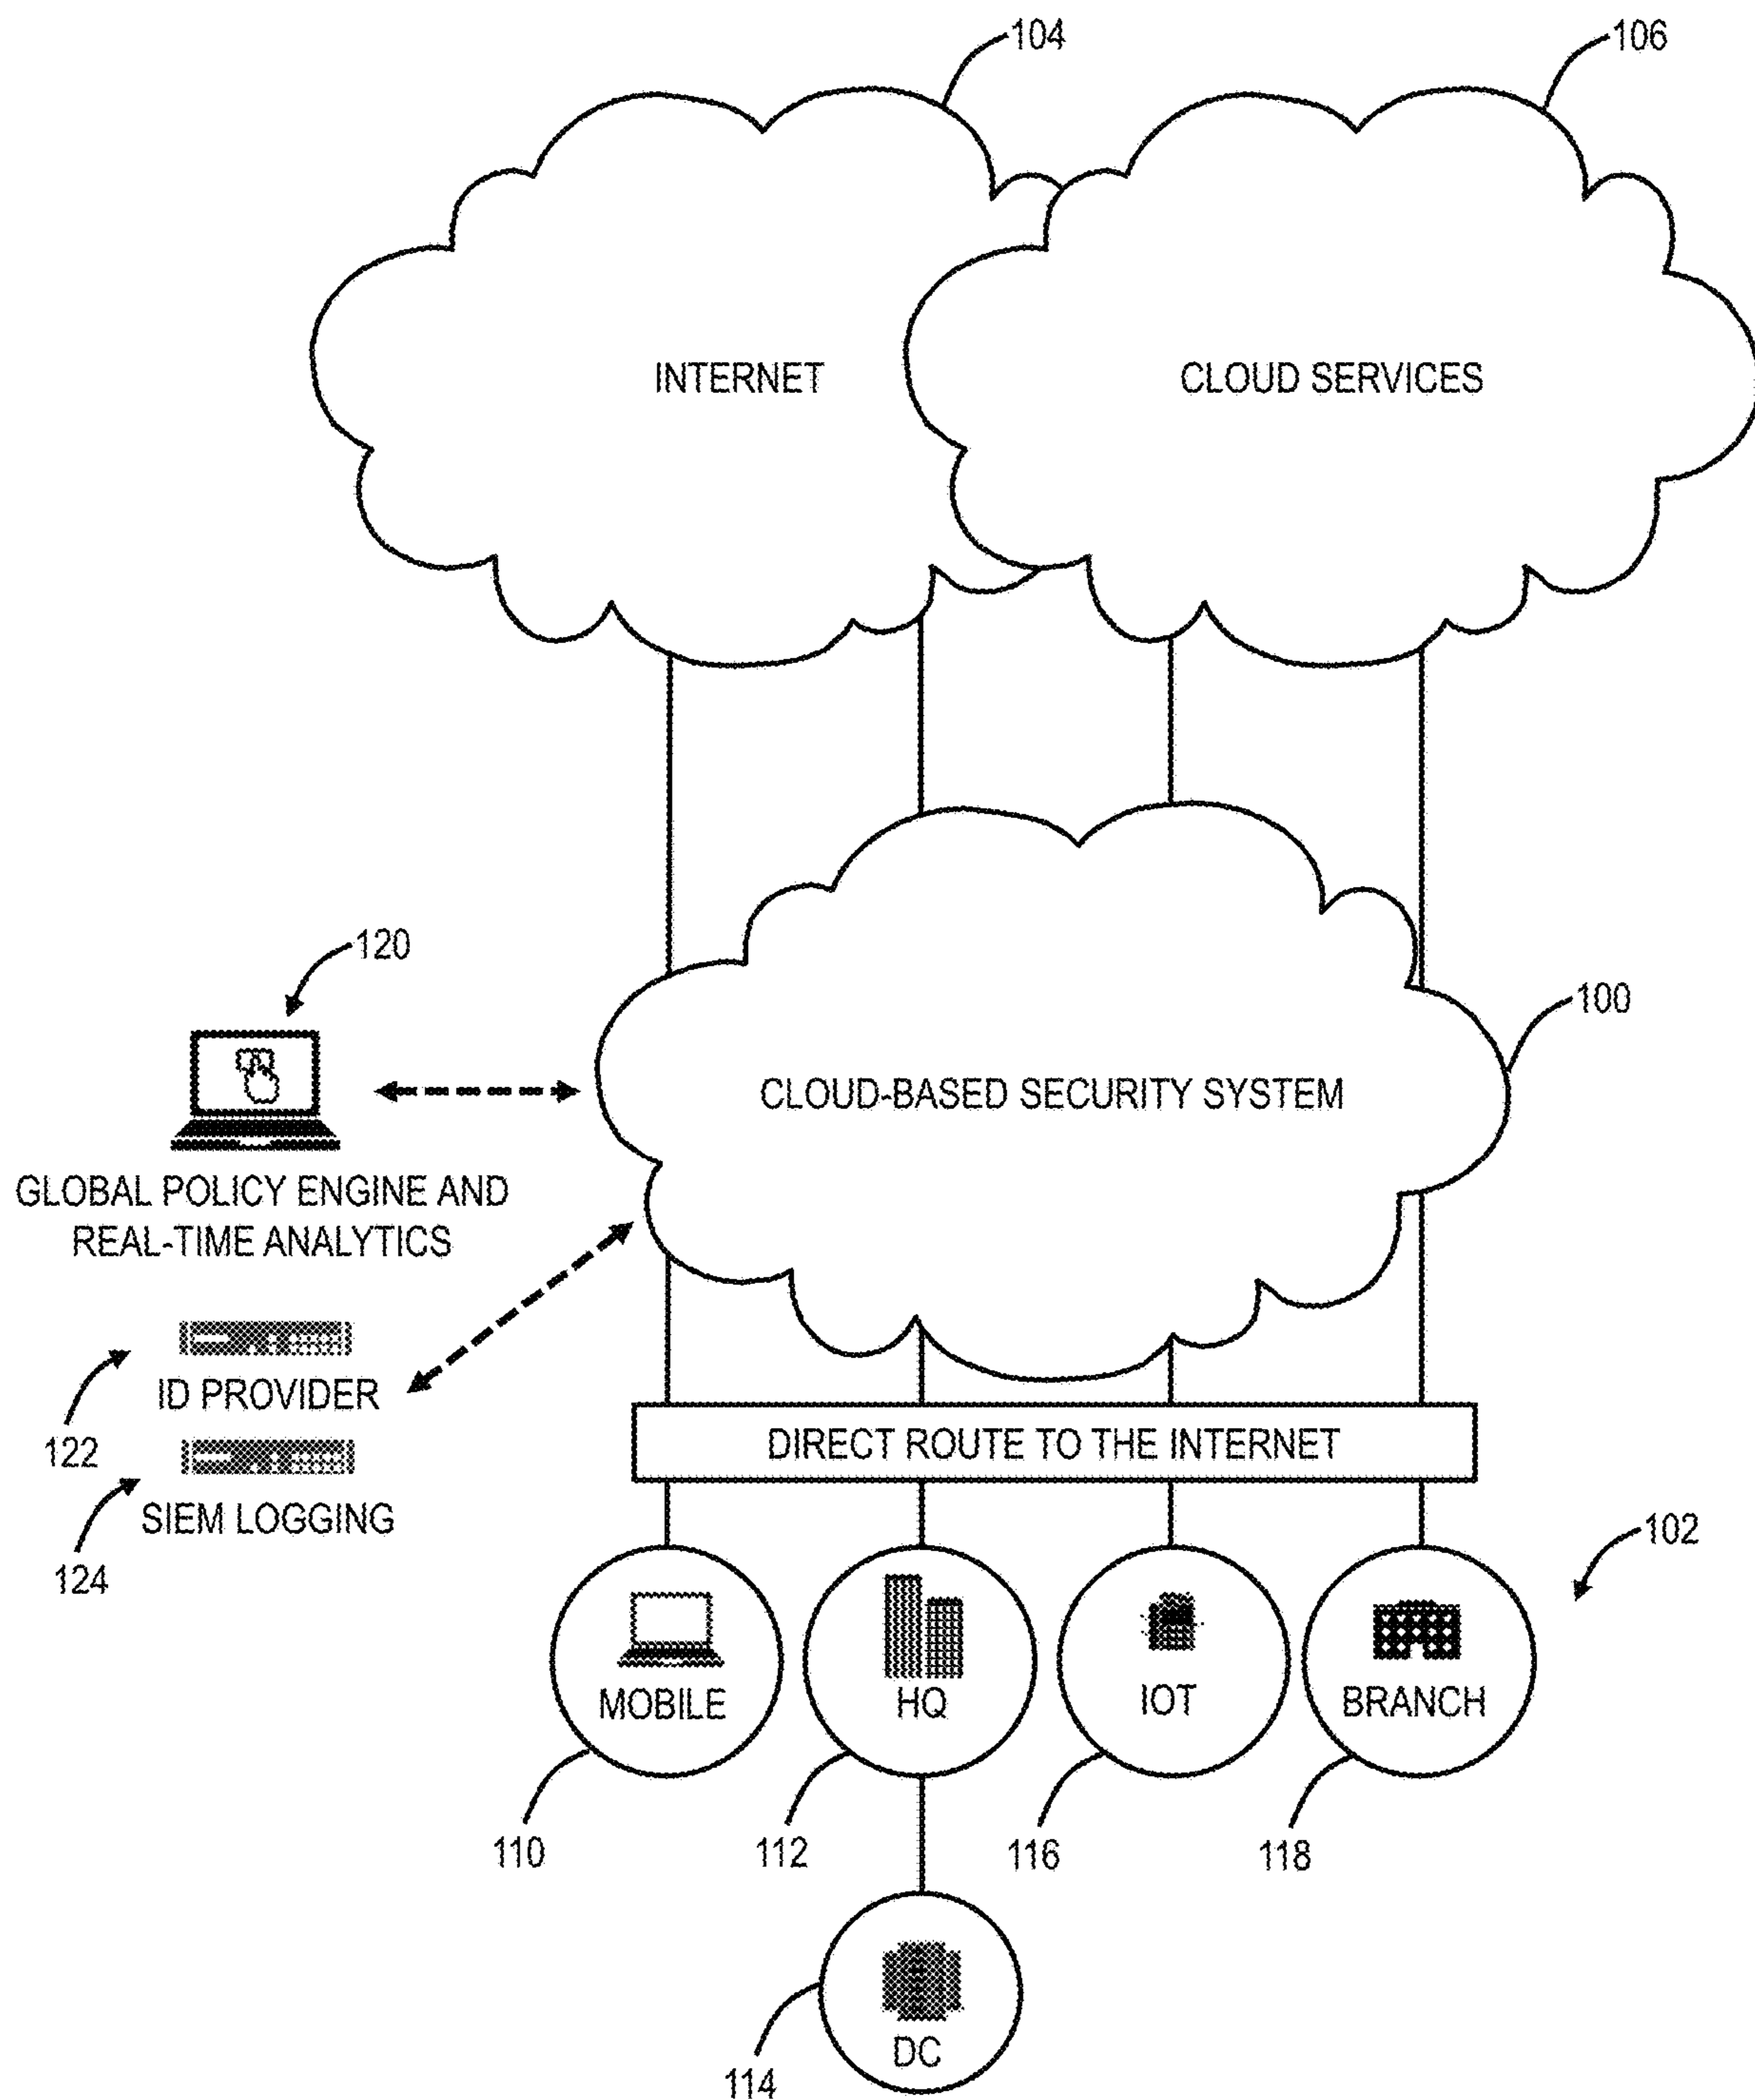 104
106
INTERNET
CLOUD SERVICES
120
100
CLOUD-BASED SECURITY SYSTEM
GLOBAL POLICY ENGINE AND
REAL-TIME ANALYTICS
ID PROVIDER
122
DIRECT ROUTE TO THE INTERNET
SIEM LOGGING
124
102
MOBILE
HQ
IOT
BRANCH
110
112
116
118
DC
114